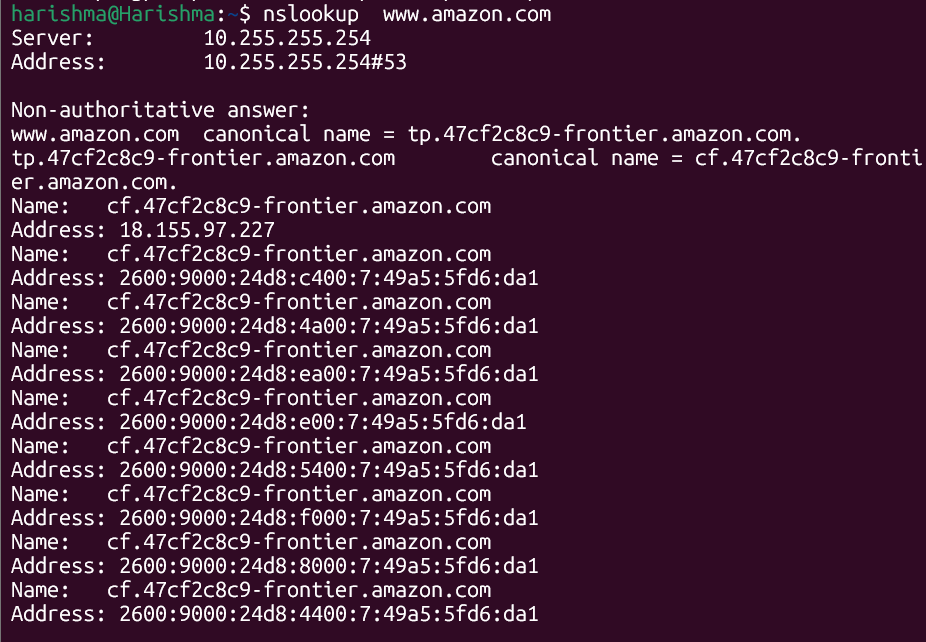 harishma@Harishma:~$ nslookup  www.amazon.com
Server:         10.255.255.254
Address:        10.255.255.254#53

Non-authoritative answer:
www.amazon.com  canonical name = tp.47cf2c8c9-frontier.amazon.com.
tp.47cf2c8c9-frontier.amazon.com        canonical name = cf.47cf2c8c9-fronti
er.amazon.com.
Name:   cf.47cf2c8c9-frontier.amazon.com
Address: 18.155.97.227
Name:   cf.47cf2c8c9-frontier.amazon.com
Address: 2600:9000:24d8:c400:7:49a5:5fd6:da1
Name:   cf.47cf2c8c9-frontier.amazon.com
Address: 2600:9000:24d8:4a00:7:49a5:5fd6:da1
Name:   cf.47cf2c8c9-frontier.amazon.com
Address: 2600:9000:24d8:ea00:7:49a5:5fd6:da1
Name:   cf.47cf2c8c9-frontier.amazon.com
Address: 2600:9000:24d8:e00:7:49a5:5fd6:da1
Name:   cf.47cf2c8c9-frontier.amazon.com
Address: 2600:9000:24d8:5400:7:49a5:5fd6:da1
Name:   cf.47cf2c8c9-frontier.amazon.com
Address: 2600:9000:24d8:f000:7:49a5:5fd6:da1
Name:   cf.47cf2c8c9-frontier.amazon.com
Address: 2600:9000:24d8:8000:7:49a5:5fd6:da1
Name:   cf.47cf2c8c9-frontier.amazon.com
Address: 2600:9000:24d8:4400:7:49a5:5fd6:da1